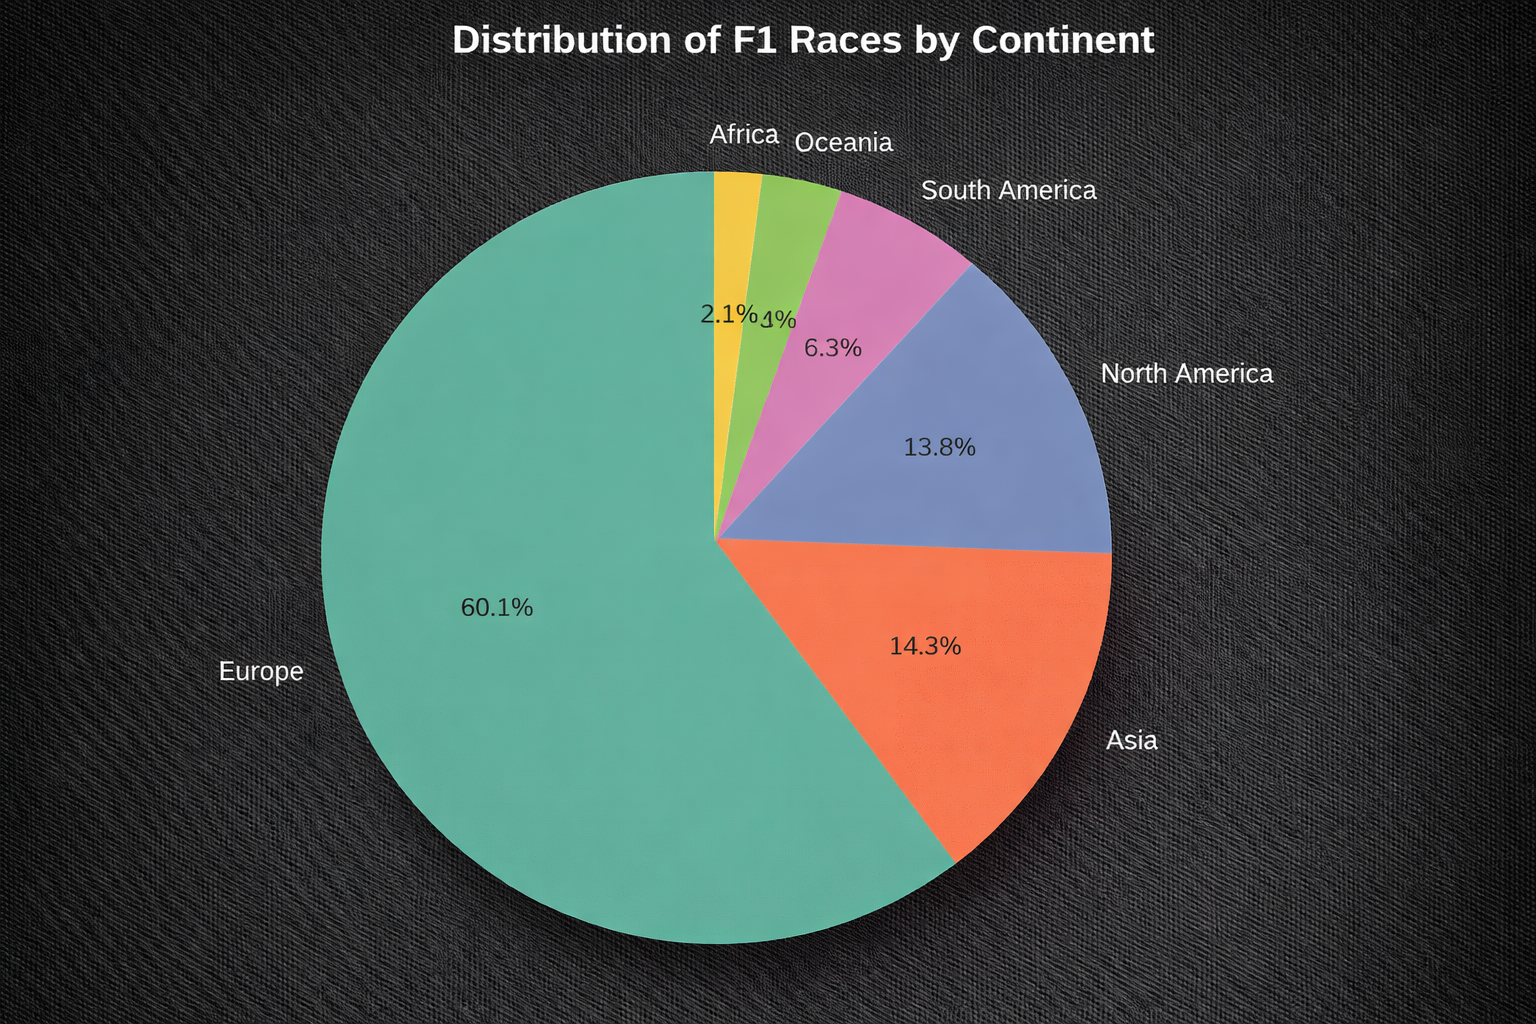 Distribution of F1 Races by Continent
Africa
Oceania
South America
2.1%
6.3%
North America
13.8%
60.1%
14.3%
Europe
Asia